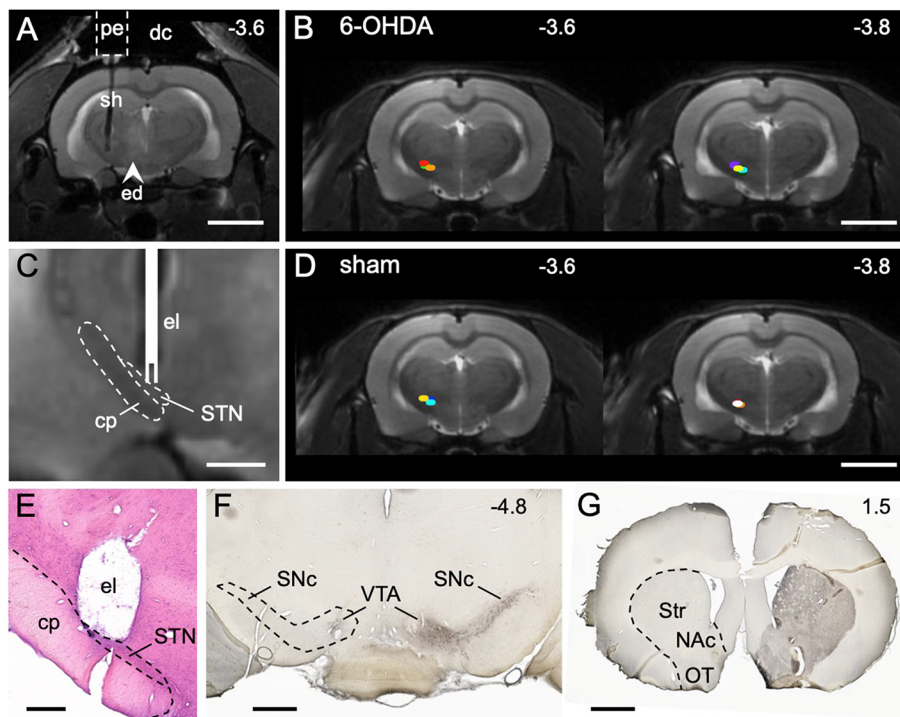 A
pe
dc
-3.6
sh
ed
B
6-OHDA
-3.6
-3.8
C
el
cp
STN
D
sham
-3.6
-3.8
E
el
cp
STN
F
-4.8
SNc
VTA
SNc
G
1.5
Str
NAc
OT